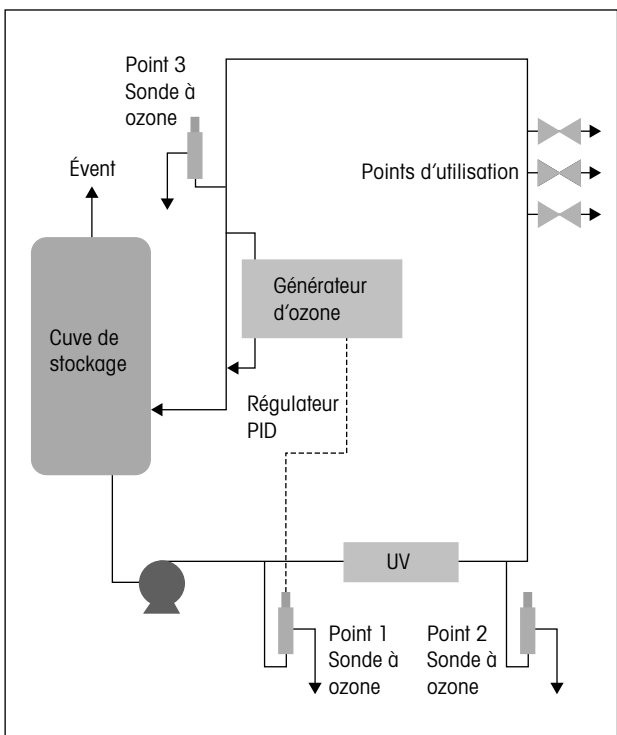 Point 3
Sonde à
ozone
Évent
Points d’utilisation
Générateur
d’ozone
Cuve de
stockage
Régulateur
PID
UV
Point 1
Sonde à
ozone
Point 2
Sonde à
ozone